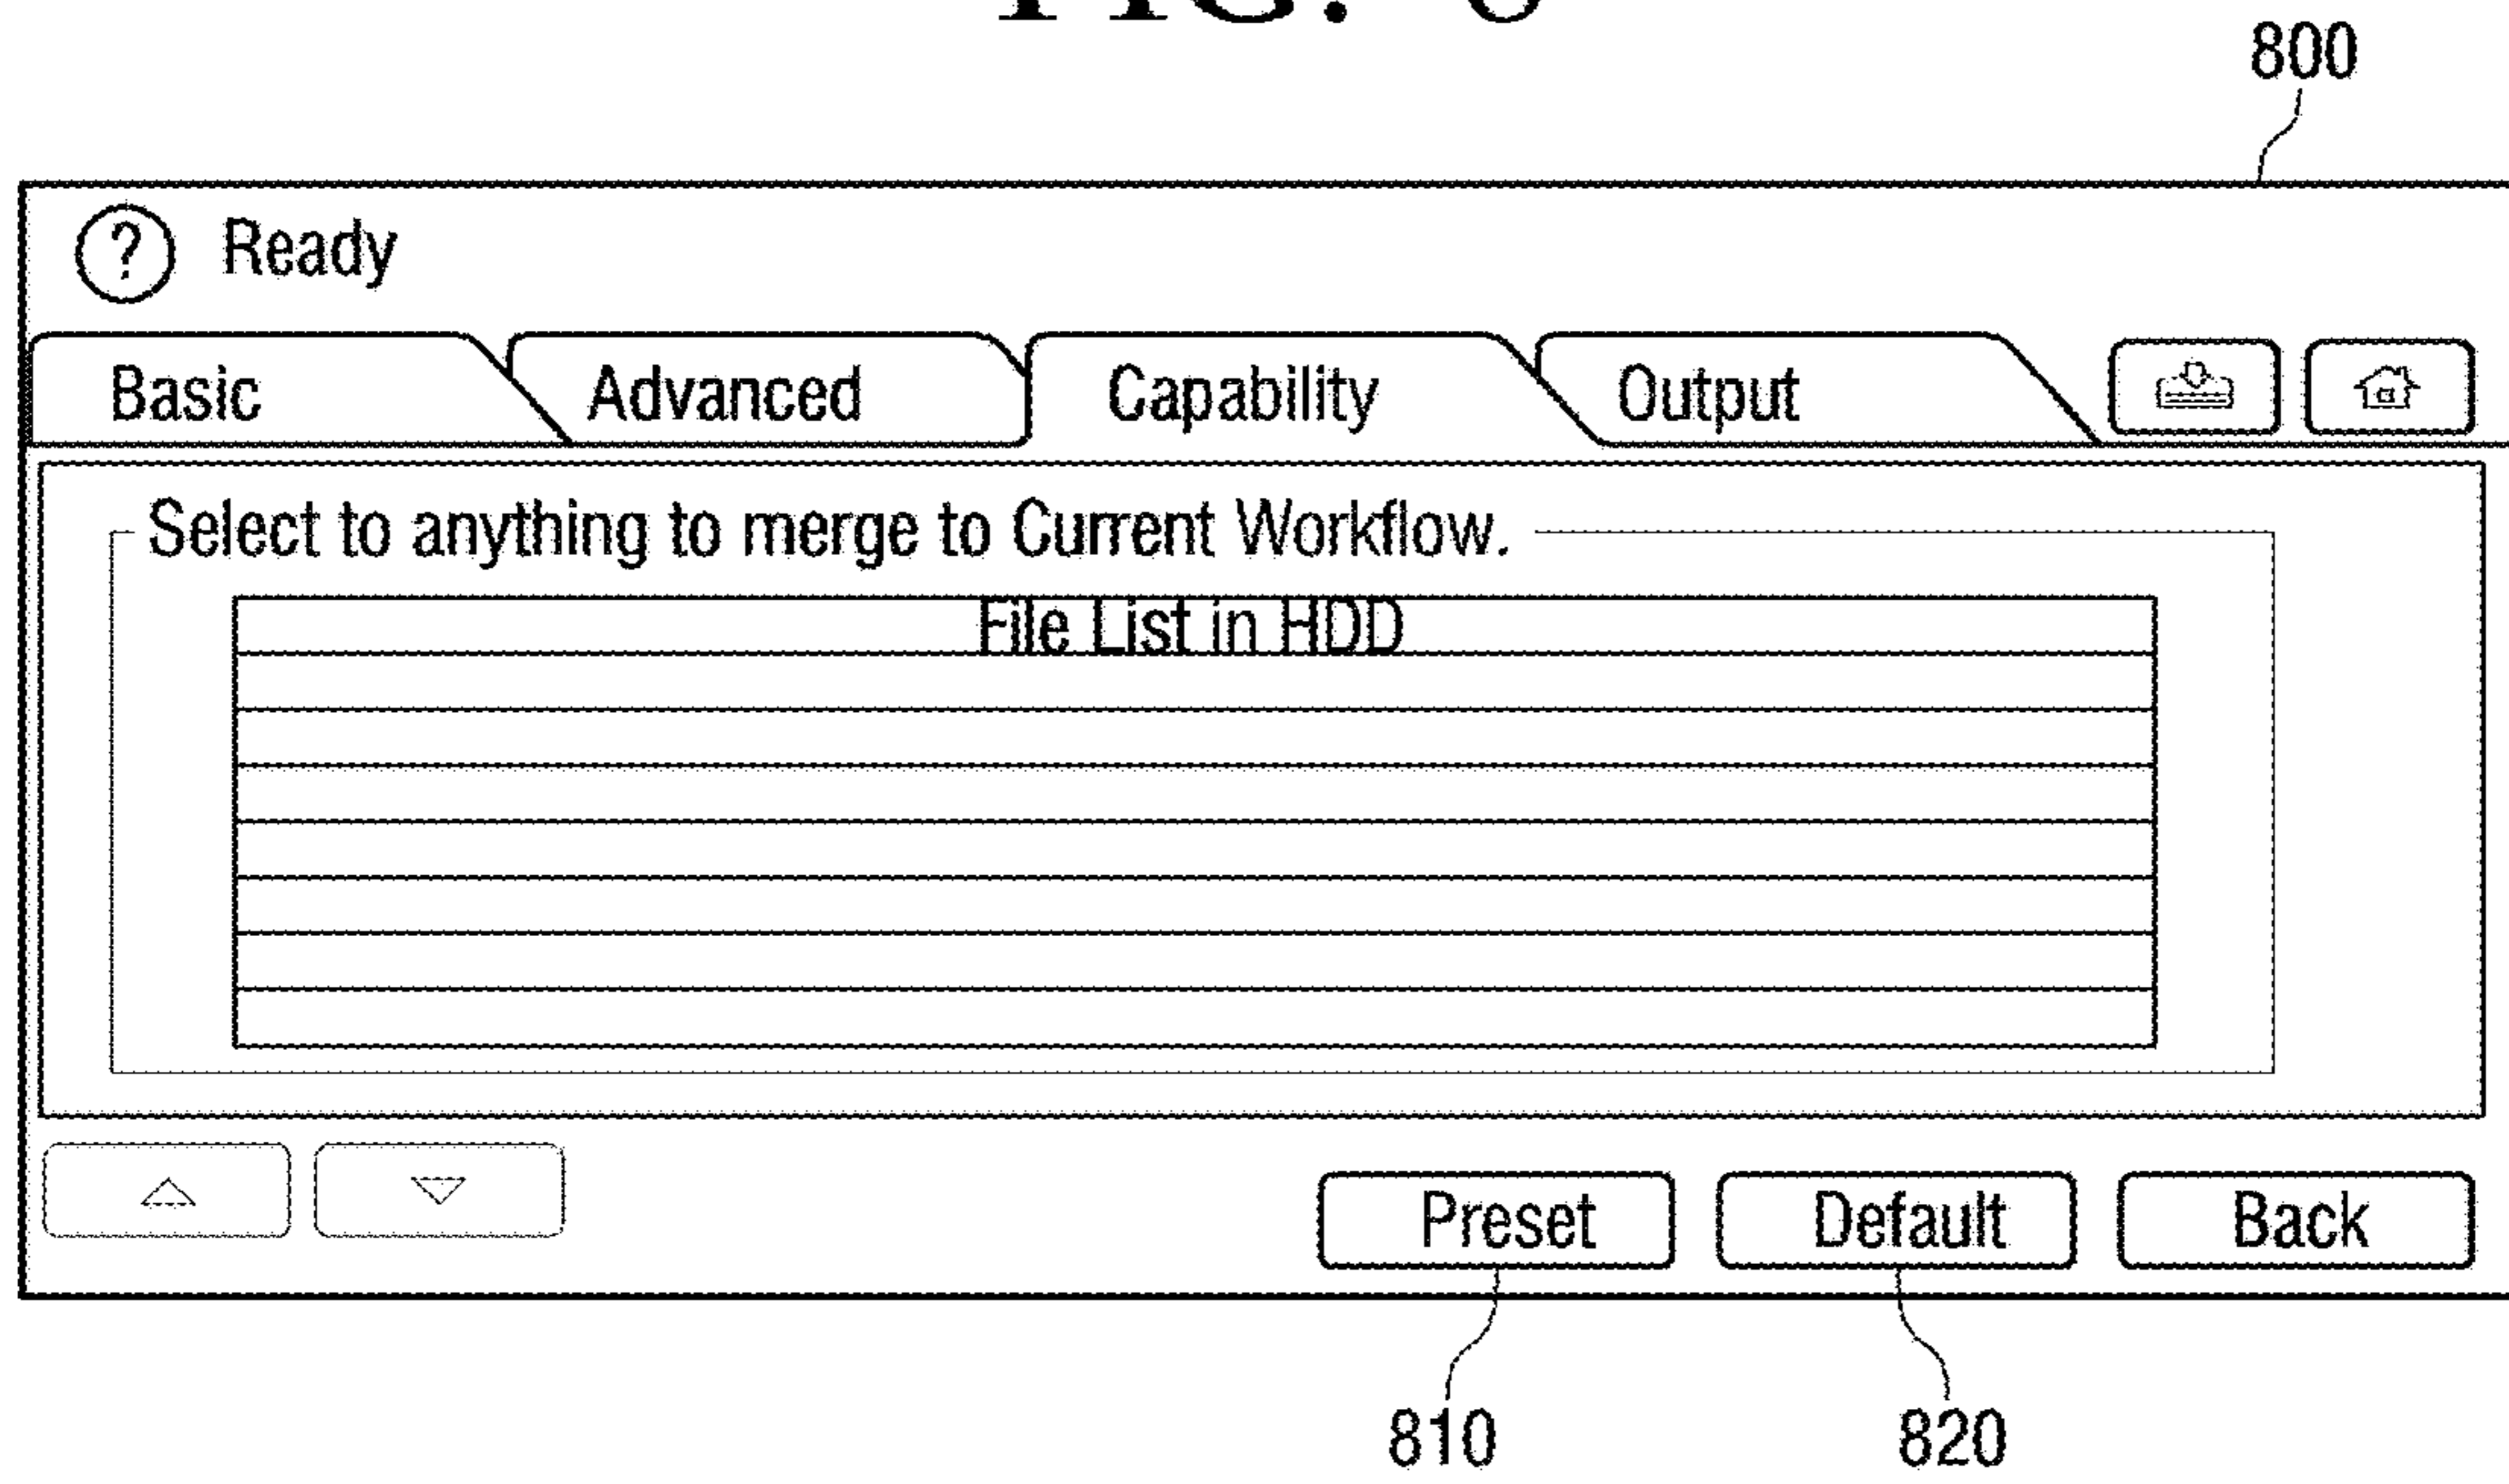 FIG.
800
? Ready
Basic Advanced Capability Output
Select to anything to merge to Current Workflow.
File List in HDD
Preset Default Back
810 820